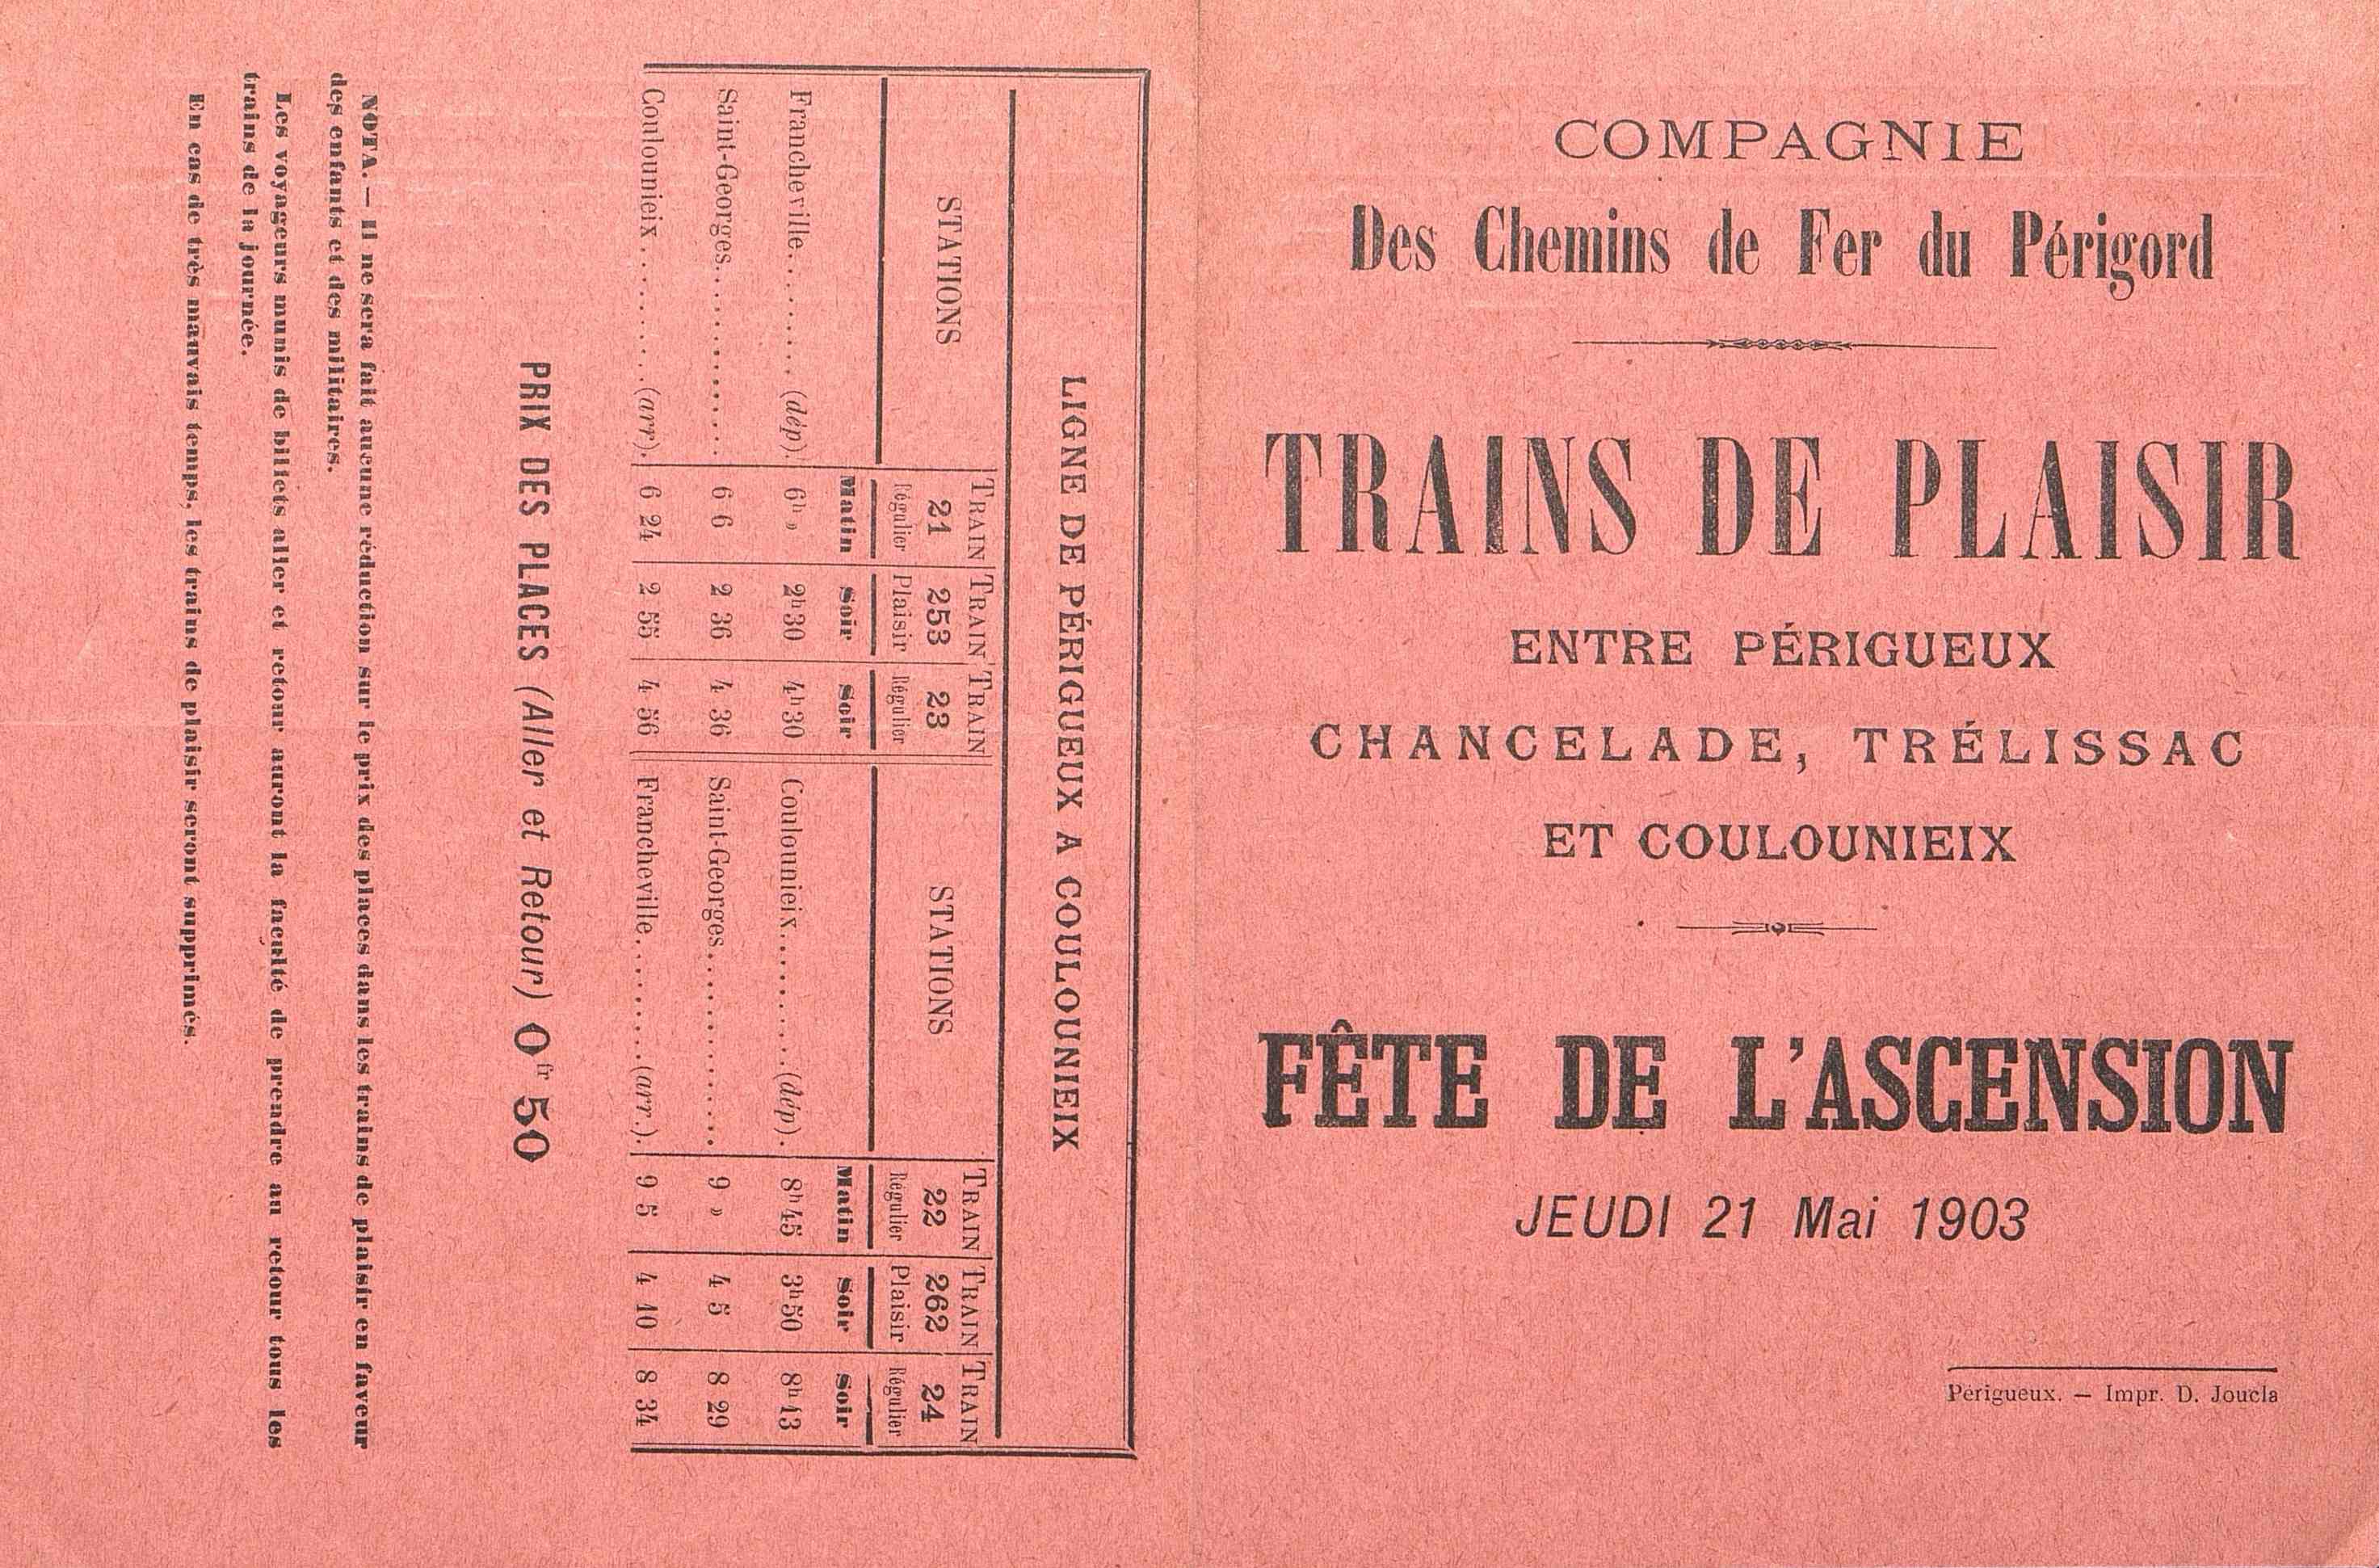 COMPAGNIE
Des Chemins de Fer du Périgord
TRAINS DE PLAISIR
ENTRE PÉRIGUEUX
CHANCELADE, TRÉLISSAC
ET COULOUNIEIX
FÊTE DE L'ASCENSION
JEUDI 21 Mai 1903
Périgueux. — Impr. D. Joucla
LIGNE DE PÉRIGUEUX A COULOUNIEIX
STATIONS TRAIN 21 Régulier TRAIN 253 Plaisir TRAIN 23 Régulier STATIONS TRAIN 22 Régulier TRAIN 262 Plaisir TRAIN 24 Régulier
Matin Soir Soir Matin Soir Soir
Francheville........ (dép). 6h » 2h30 4h30 Coulounieix.........(dép). 8h45 3h50 8h13
Saint-Georges............. 6 6 2 36 4 36 Saint-Georges............. 9 » 4 5 8 29
Coulounieix.........(arr). 6 24 2 55 4 56 Francheville........(arr.). 9 5 4 10 8 34
PRIX DES PLACES (Aller et Retour) 0fr 50
NOTA. — Il ne sera fait aucune réduction sur le prix des places dans les trains de plaisir en faveur
des enfants et des militaires.
Les voyageurs munis de billets aller et retour auront la faculté de prendre au retour tous les
trains de la journée.
En cas de très mauvais temps, les trains de plaisir seront supprimés.